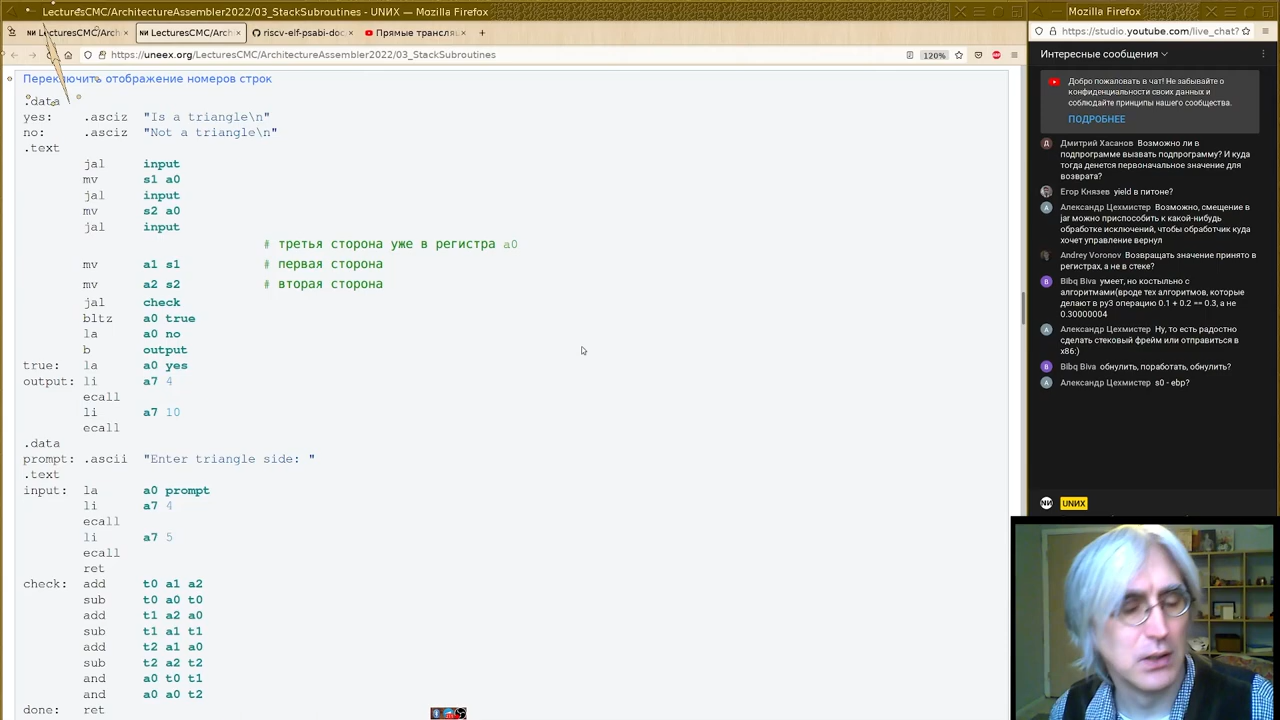 LecturesCMC/ArchitectureAssembler2022/03_StackSubroutines - UNИX — Mozilla Firefox
Mozilla Firefox
LecturesCMC/Arch
LecturesCMC/Archi
riscv-elf-psabi-doc
Прямые трансляц
https://uneex.org/LecturesCMC/ArchitectureAssembler2022/03_StackSubroutines
120%
https://studio.youtube.com/live_chat?
Переключить отображение номеров строк
.data
yes: .asciz "Is a triangle\n"
no: .asciz "Not a triangle\n"
.text
jal input
mv s1 a0
jal input
mv s2 a0
jal input
# третья сторона уже в регистра a0
mv a1 s1 # первая сторона
mv a2 s2 # вторая сторона
jal check
bltz a0 true
la a0 no
b output
true: la a0 yes
output: li a7 4
ecall
li a7 10
ecall
.data
prompt: .ascii "Enter triangle side: "
.text
input: la a0 prompt
li a7 4
ecall
li a7 5
ecall
ret
check: add t0 a1 a2
sub t0 a0 t0
add t1 a2 a0
sub t1 a1 t1
add t2 a1 a0
sub t2 a2 t2
and a0 t0 t1
and a0 a0 t2
done: ret
Интересные сообщения
Добро пожаловать в чат! Не забывайте о
конфиденциальности своих данных и
соблюдайте принципы нашего сообщества.
ПОДРОБНЕЕ
Д Дмитрий Хасанов Возможно ли в
подпрограмме вызвать подпрограмму? И куда
тогда денется первоначальное значение для
возврата?
Егор Князев yield в питоне?
А Александр Цехмистер Возможно, смещение в
jar можно приспособить к какой-нибудь
обработке исключений, чтобы обработчик куда
хочет управление вернул
Andrey Voronov Возвращать значение принято в
регистрах, а не в стеке?
B Bibq Biva умеет, но костыльно с
алгоритмами(вроде тех алгоритмов, которые
делают в ру3 операцию 0.1 + 0.2 == 0.3, а не
0.30000004
А Александр Цехмистер Ну, то есть радостно
сделать стековый фрейм или отправиться в
x86:)
B Bibq Biva обнулить, поработать, обнулить?
А Александр Цехмистер s0 - ebp?
UNИX